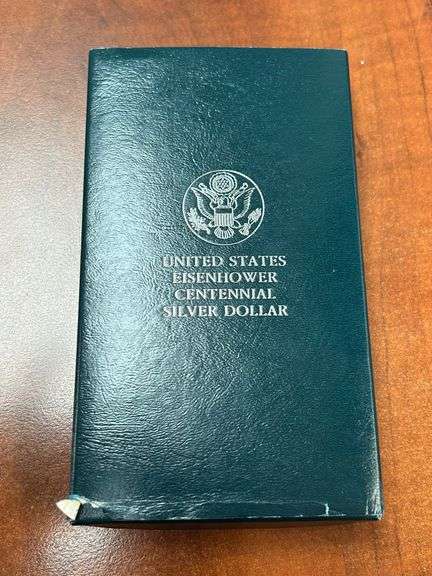 UNITED STATES
EISENHOWER
CENTENNIAL
SILVER DOLLAR